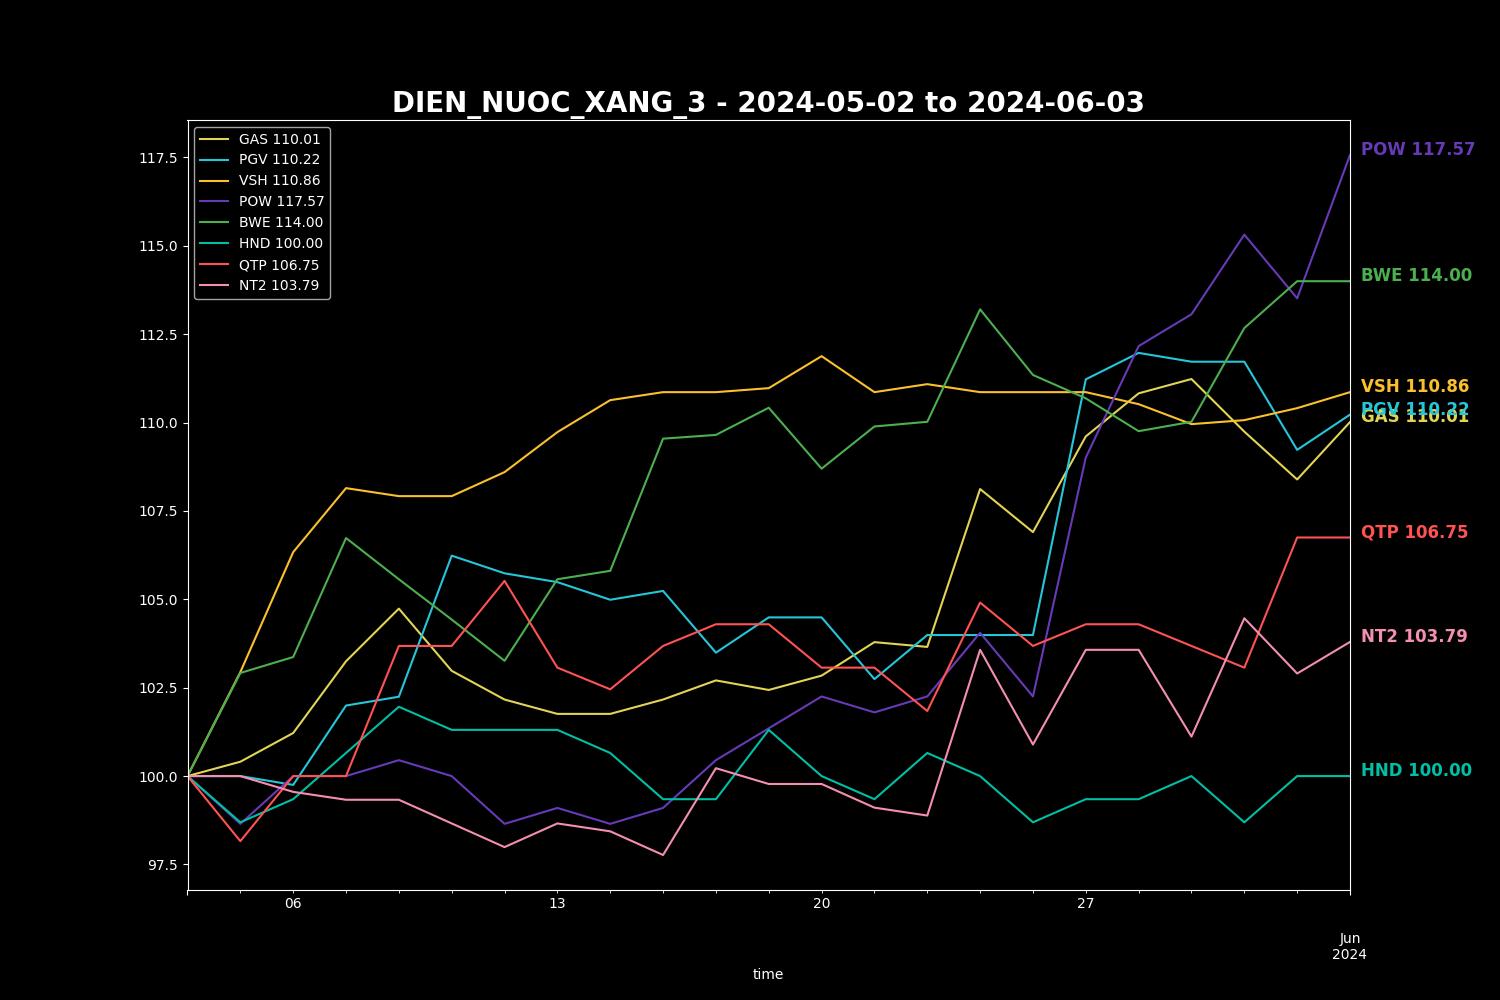 DIEN_NUOC_XANG_3 - 2024-05-02 to 2024-06-03
GAS 110.01
PGV 110.22
VSH 110.86
POW 117.57
BWE 114.00
HND 100.00
QTP 106.75
NT2 103.79
117.5
115.0
112.5
110.0
107.5
105.0
102.5
100.0
97.5
POW 117.57
BWE 114.00
VSH 110.86
PGV 110.22
GAS 110.01
QTP 106.75
NT2 103.79
HND 100.00
06
13
20
27
Jun
2024
time